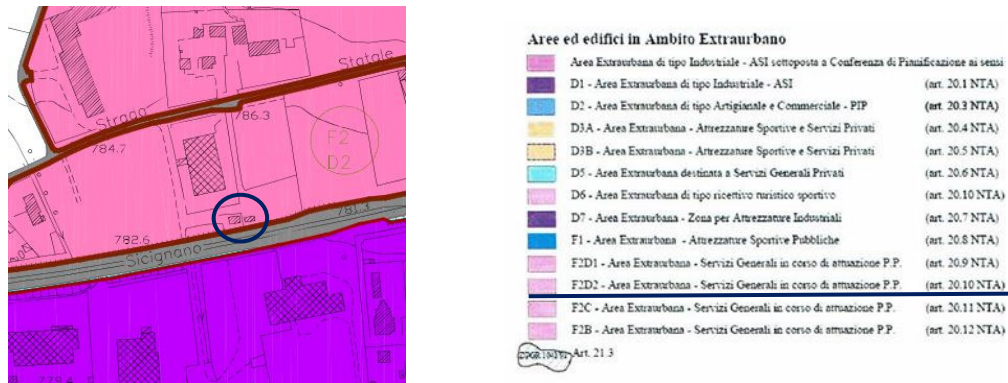 Statale
Strada
786.3
784.7
F2
D2
781.3
782.6
Sicignano
779.4
Aree ed edifici in Ambito Extraurbano
Area Extraurbana di tipo Industriale - ASI sottoposta a Conferenza di Pianificazione ai sensi
D1 - Area Extraurbana di tipo Industriale - ASI (art. 20.1 NTA)
D2 - Area Extraurbana di tipo Artigianale e Commerciale - PIP (art. 20.3 NTA)
D3A - Area Extraurbana - Attrezzature Sportive e Servizi Privati (art. 20.4 NTA)
D3B - Area Extraurbana - Attrezzature Sportive e Servizi Privati (art. 20.5 NTA)
D5 - Area Extraurbana destinata a Servizi Generali Privati (art. 20.6 NTA)
D6 - Area Extraurbana di tipo ricettivo turistico sportivo (art. 20.10 NTA)
D7 - Area Extraurbana - Zona per Attrezzature Industriali (art. 20.7 NTA)
F1 - Area Extraurbana - Attrezzature Sportive Pubbliche (art. 20.8 NTA)
F2D1 - Area Extraurbana - Servizi Generali in corso di attuazione P.P. (art. 20.9 NTA)
F2D2 - Area Extraurbana - Servizi Generali in corso di attuazione P.P. (art. 20.10 NTA)
F2C - Area Extraurbana - Servizi Generali in corso di attuazione P.P. (art. 20.11 NTA)
F2B - Area Extraurbana - Servizi Generali in corso di attuazione P.P. (art. 20.12 NTA)
Art. 21.3